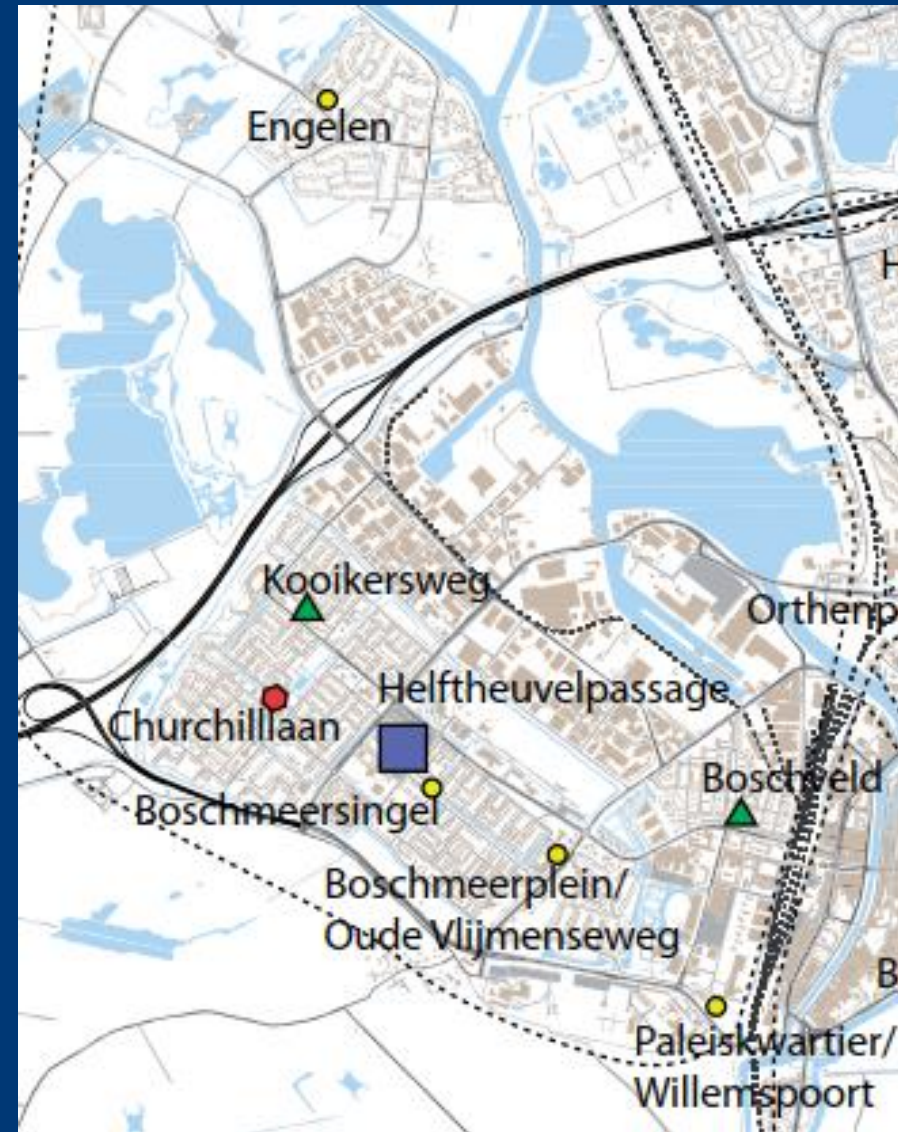 Engelen
H
Kooikersweg
Orthenp
Helftheuvelpassage
Churchilllaan
Boschveld
Boschmeersingel
Boschmeerplein/
Oude Vlijmenseweg
B
Paleiskwartier/
Willemspoort